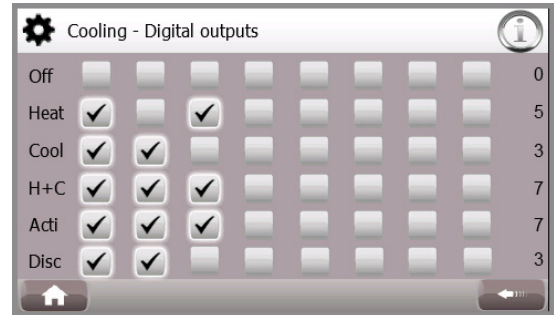 Cooling - Digital outputs
i
Off 0
Heat 5
Cool 3
H+C 7
Acti 7
Disc 3